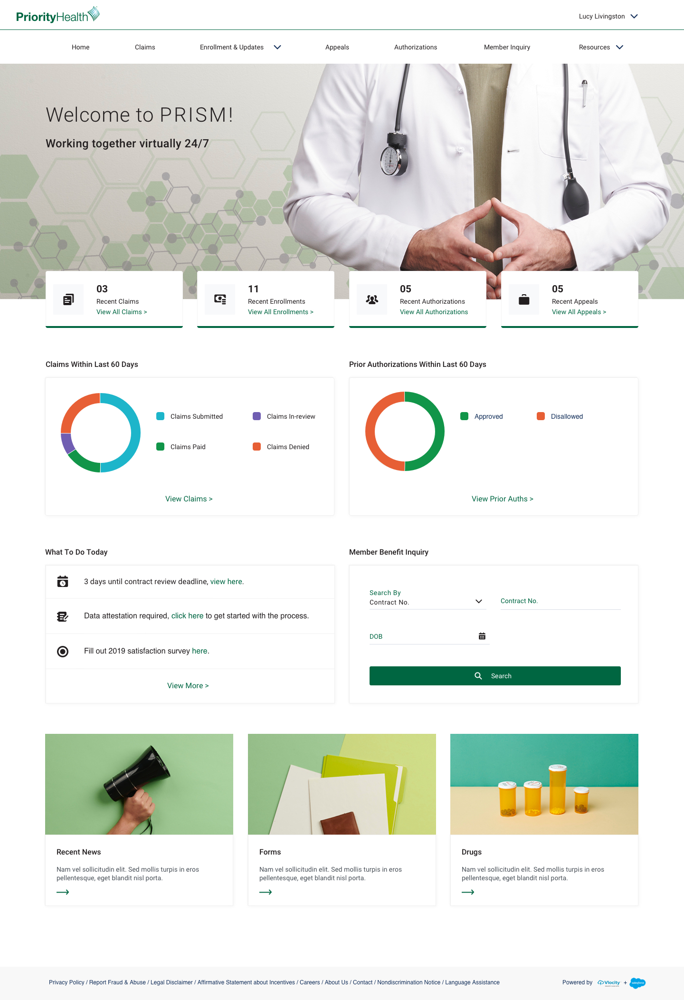 PriorityHealth
Lucy Livingston
Home
Claims
Enrollment & Updates
Appeals
Authorizations
Member Inquiry
Resources
Welcome to PRISM!
Working together virtually 24/7
03
Recent Claims
View All Claims >
11
Recent Enrollments
View All Enrollments >
05
Recent Authorizations
View All Authorizations
05
Recent Appeals
View All Appeals >
Claims Within Last 60 Days
Claims Submitted
Claims In-review
Claims Paid
Claims Denied
View Claims >
Prior Authorizations Within Last 60 Days
Approved
Disallowed
View Prior Auths >
What To Do Today
3 days until contract review deadline, view here.
Data attestation required, click here to get started with the process.
Fill out 2019 satisfaction survey here.
View More >
Member Benefit Inquiry
Search By
Contract No.
Contract No.
DOB
Search
Recent News
Nam vel sollicitudin elit. Sed mollis turpis in eros
pellentesque, eget blandit nisl porta.
Forms
Nam vel sollicitudin elit. Sed mollis turpis in eros
pellentesque, eget blandit nisl porta.
Drugs
Nam vel sollicitudin elit. Sed mollis turpis in eros
pellentesque, eget blandit nisl porta.
Privacy Policy / Report Fraud & Abuse / Legal Disclaimer / Affirmative Statement about Incentives / Careers / About Us / Contact / Nondiscrimination Notice / Language Assistance
Powered by Vlocity + salesforce